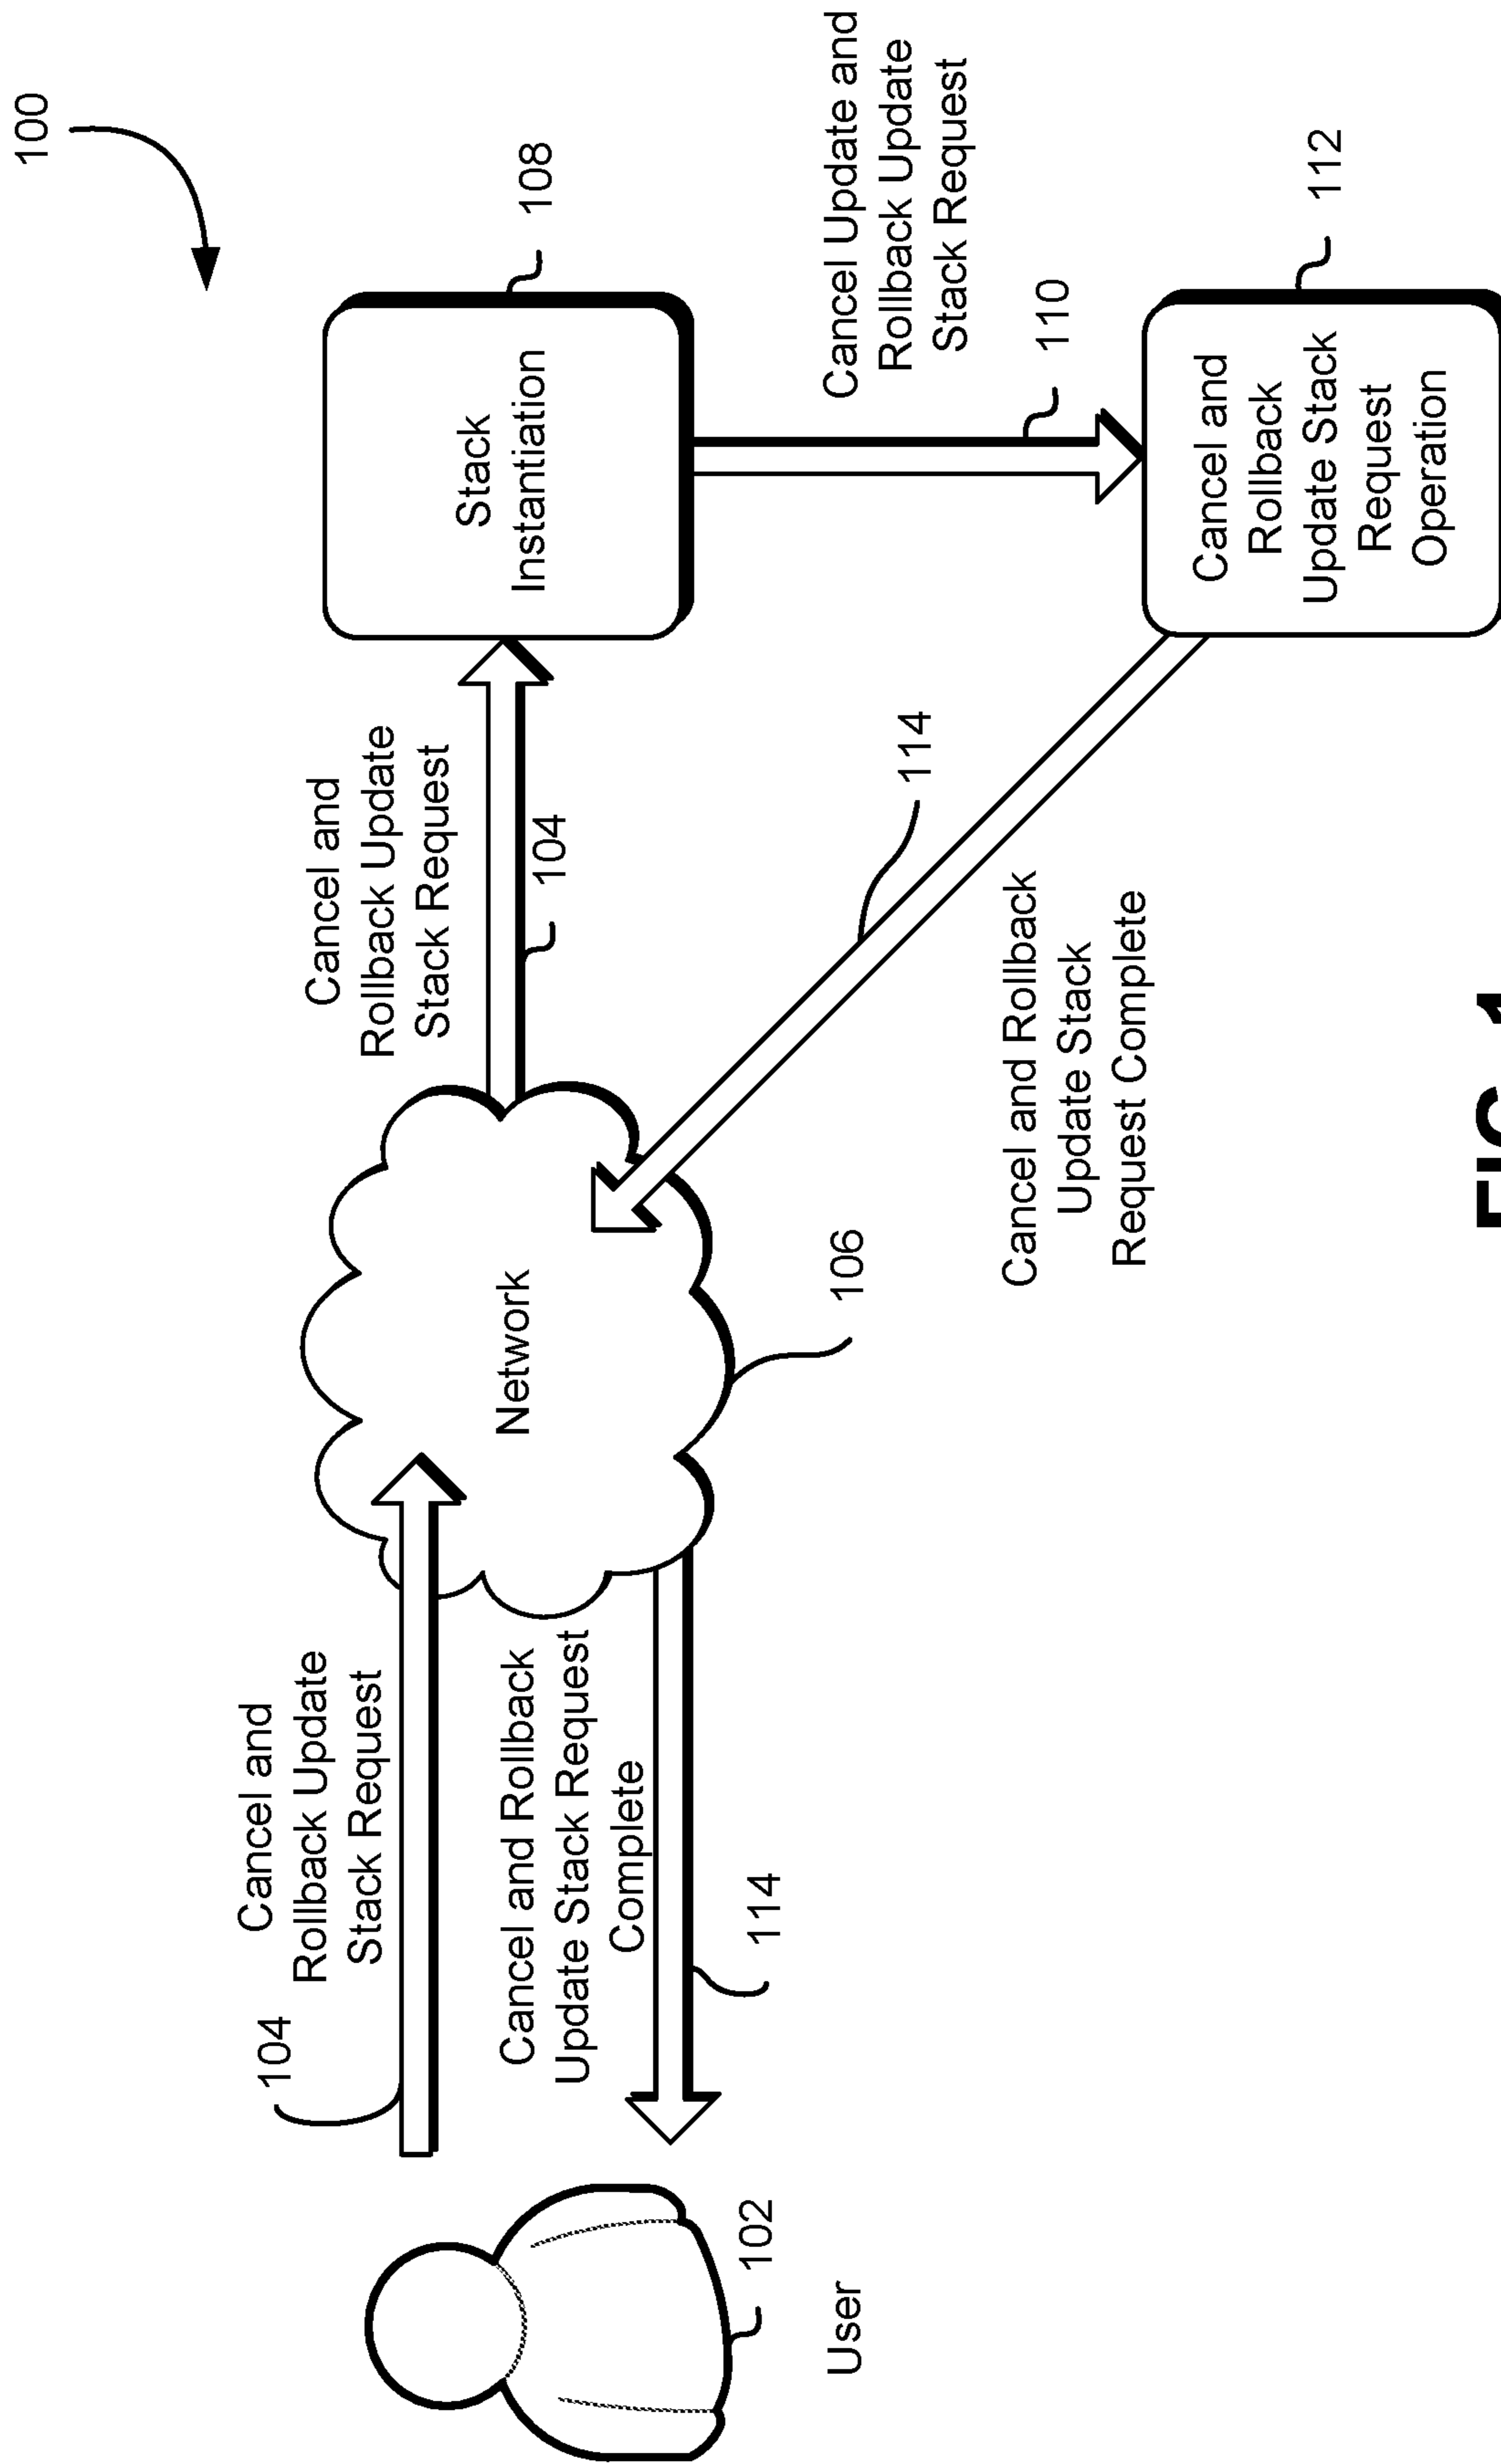 100
Cancel and
Rollback Update
Stack Request
104
Cancel and
Rollback Update
Stack Request
104
Stack
Instantiation
108
Network
106
Cancel and Rollback
Update Stack Request
Complete
114
User
102
Cancel Update and
Rollback Update
Stack Request
110
114
Cancel and Rollback
Update Stack
Request Complete
Cancel and
Rollback
Update Stack
Request
Operation
112
FIG. 1